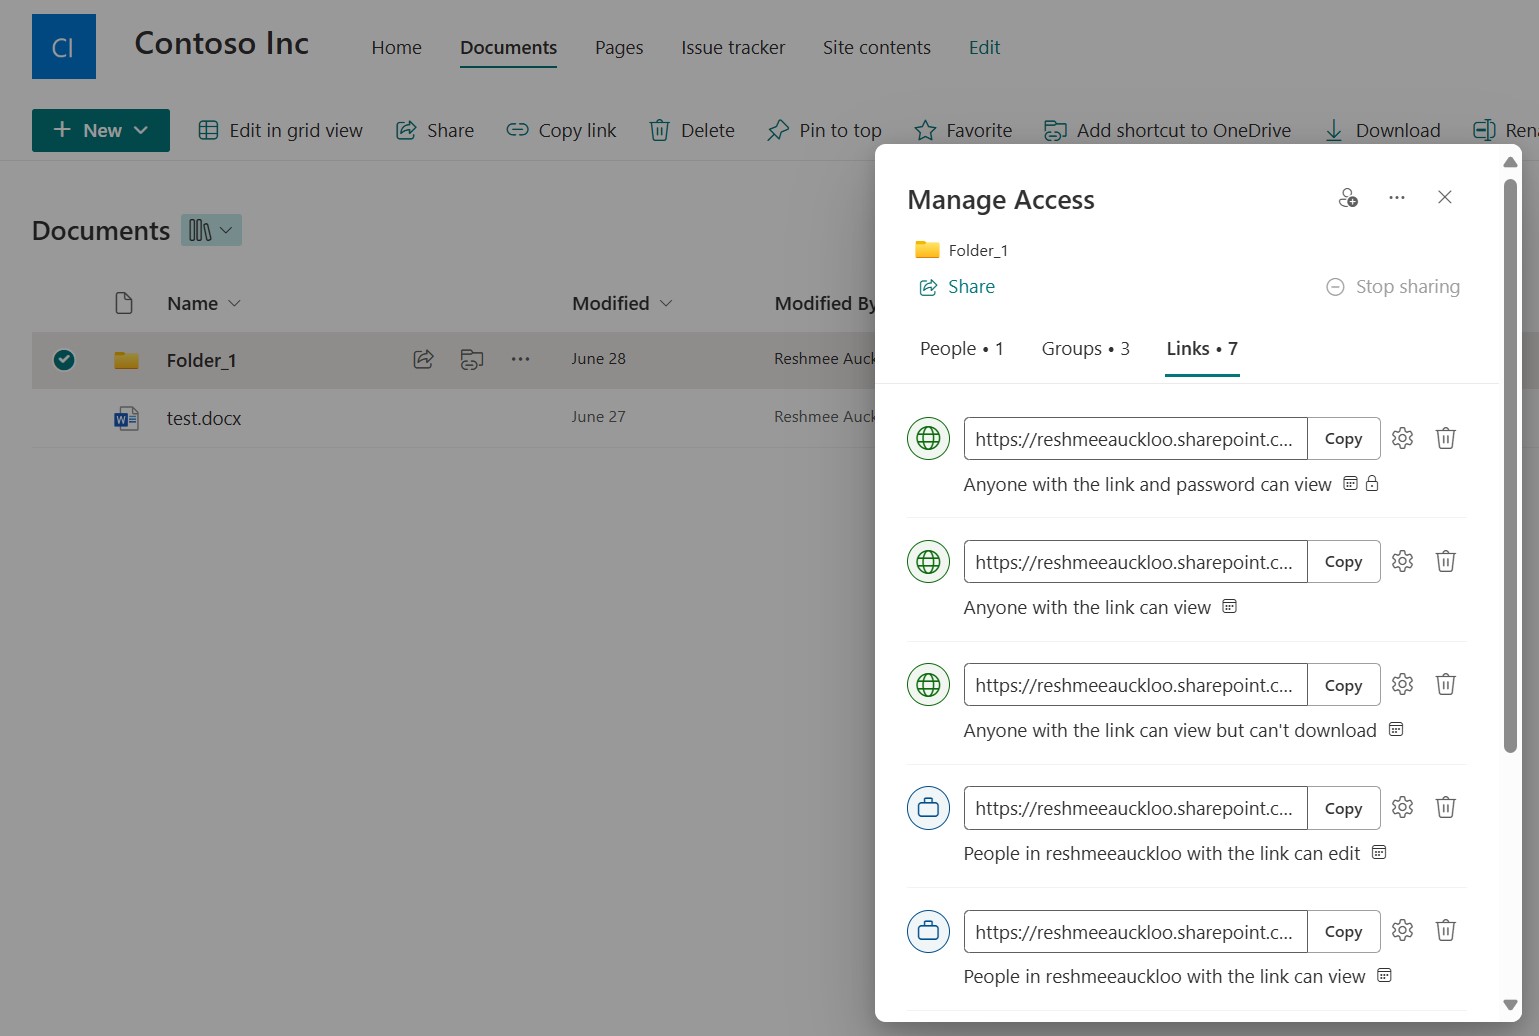 CI
Contoso Inc
Home Documents Pages Issue tracker Site contents Edit
New Edit in grid view Share Copy link Delete Pin to top Favorite Add shortcut to OneDrive Download
Documents
Name Modified Modified By
Folder_1 June 28 Reshmee Auck
test.docx June 27 Reshmee Auck
Manage Access
Folder_1
Share Stop sharing
People • 1 Groups • 3 Links • 7
https://reshmeeauckloo.sharepoint.c... Copy
Anyone with the link and password can view
https://reshmeeauckloo.sharepoint.c... Copy
Anyone with the link can view
https://reshmeeauckloo.sharepoint.c... Copy
Anyone with the link can view but can't download
https://reshmeeauckloo.sharepoint.c... Copy
People in reshmeeauckloo with the link can edit
https://reshmeeauckloo.sharepoint.c... Copy
People in reshmeeauckloo with the link can view